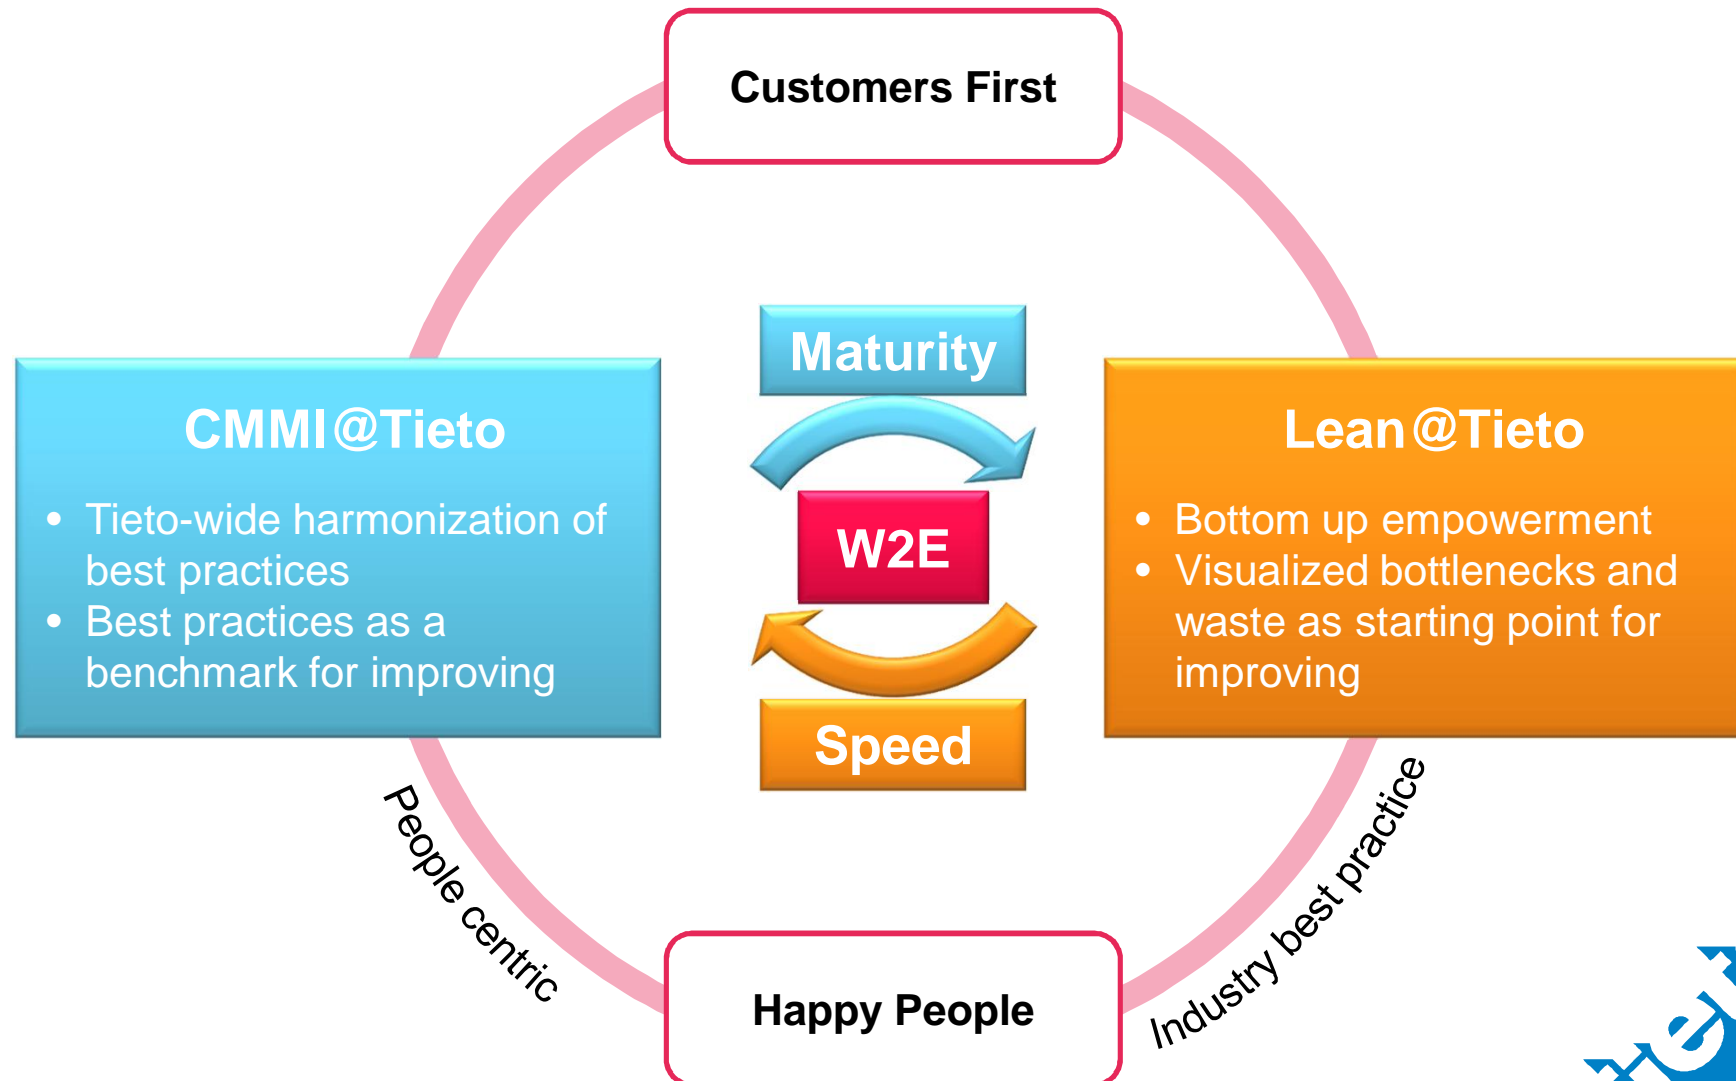 Customers First
Maturity
CMMI@Tieto
• Tieto-wide harmonization of
best practices
• Best practices as a
benchmark for improving
W2E
Lean@Tieto
• Bottom up empowerment
• Visualized bottlenecks and
waste as starting point for
improving
Speed
People centric
Industry best practice
Happy People